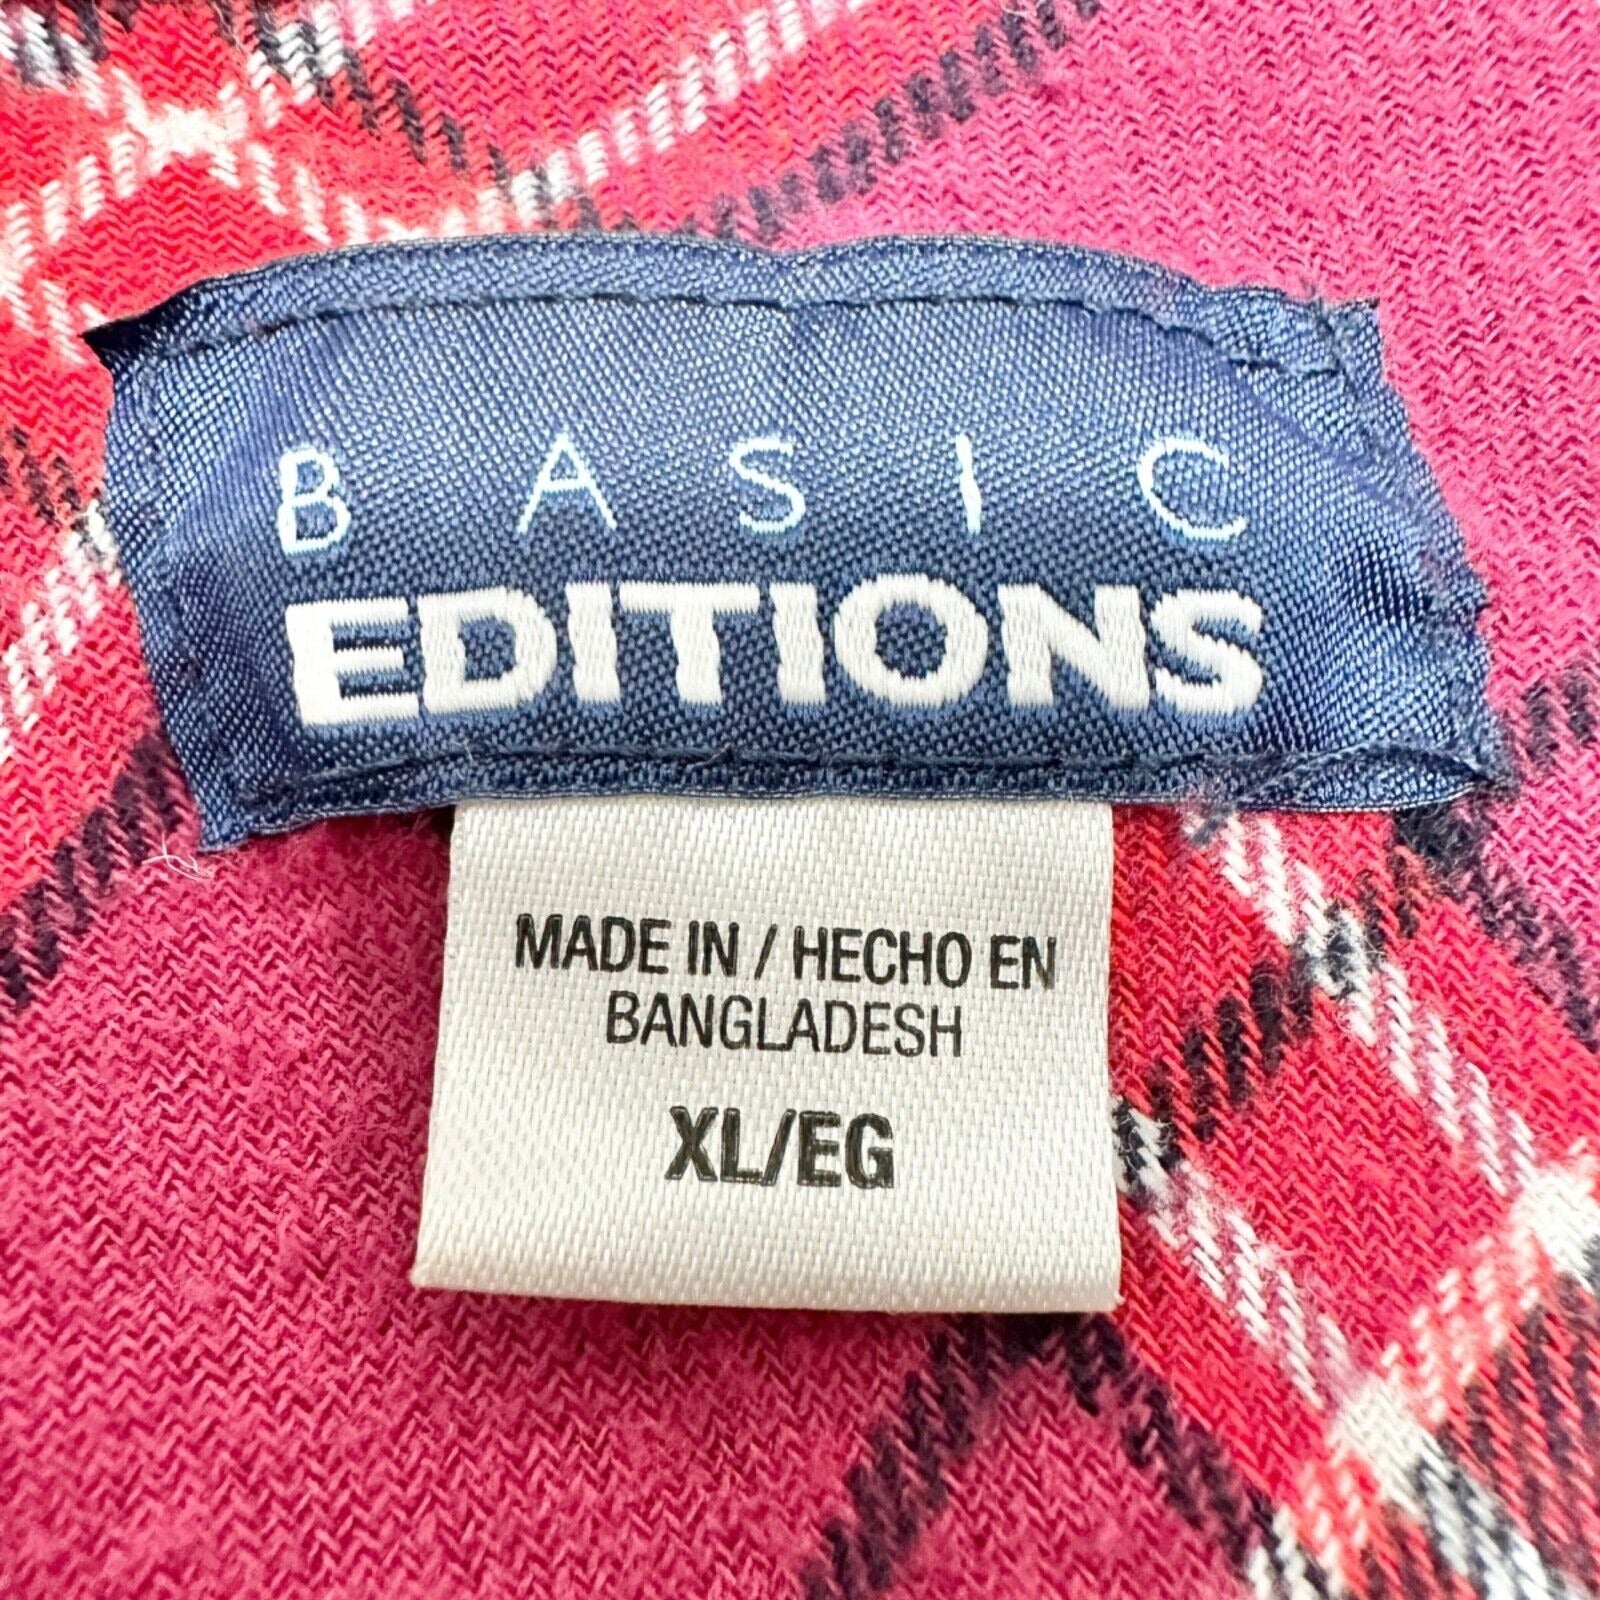 BASIC
EDITIONS
MADE IN / HECHO EN
BANGLADESH
XL/EG